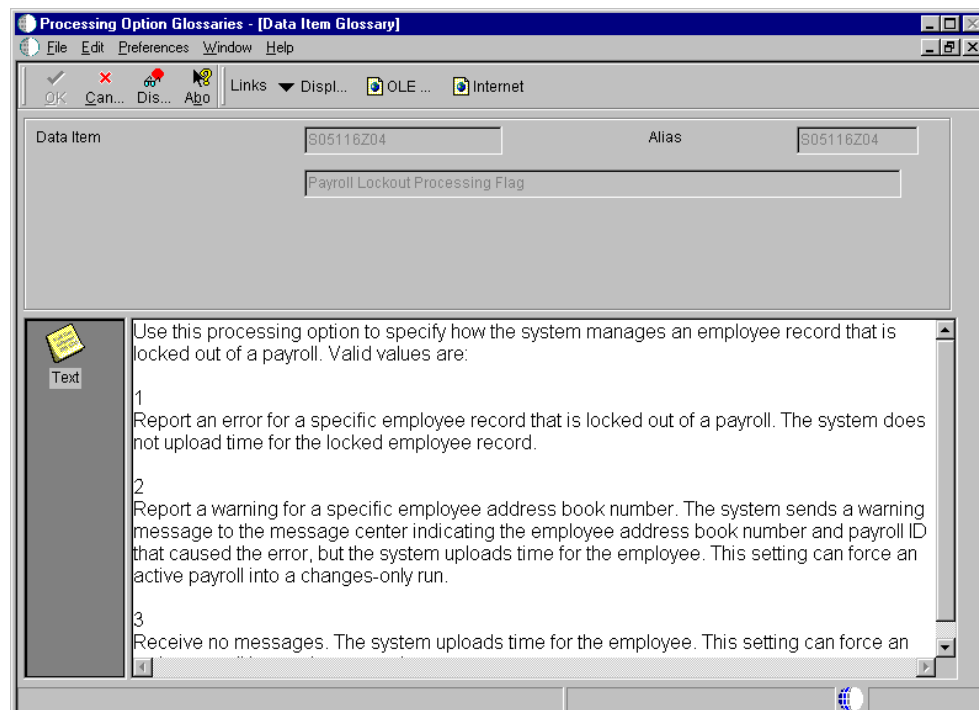 Processing Option Glossaries - [Data Item Glossary]
File Edit Preferences Window Help
OK Can... Dis... Abo Links Displ... OLE ... Internet
Data Item S05116Z04 Alias S05116Z04
Payroll Lockout Processing Flag
Text
Use this processing option to specify how the system manages an employee record that is
locked out of a payroll. Valid values are:
1
Report an error for a specific employee record that is locked out of a payroll. The system does
not upload time for the locked employee record.
2
Report a warning for a specific employee address book number. The system sends a warning
message to the message center indicating the employee address book number and payroll ID
that caused the error, but the system uploads time for the employee. This setting can force an
active payroll into a changes-only run.
3
Receive no messages. The system uploads time for the employee. This setting can force an